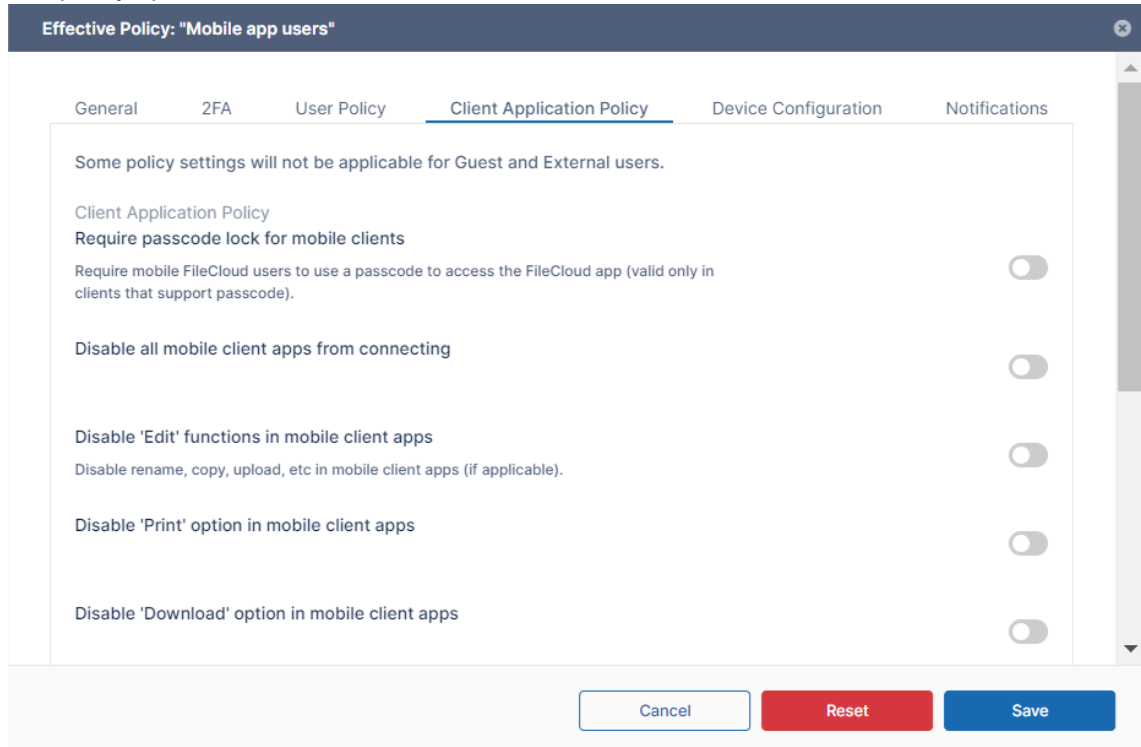 Effective Policy: "Mobile app users"
General 2FA User Policy Client Application Policy Device Configuration Notifications
Some policy settings will not be applicable for Guest and External users.
Client Application Policy
Require passcode lock for mobile clients
Require mobile FileCloud users to use a passcode to access the FileCloud app (valid only in
clients that support passcode).
Disable all mobile client apps from connecting
Disable 'Edit' functions in mobile client apps
Disable rename, copy, upload, etc in mobile client apps (if applicable).
Disable 'Print' option in mobile client apps
Disable 'Download' option in mobile client apps
Cancel Reset Save